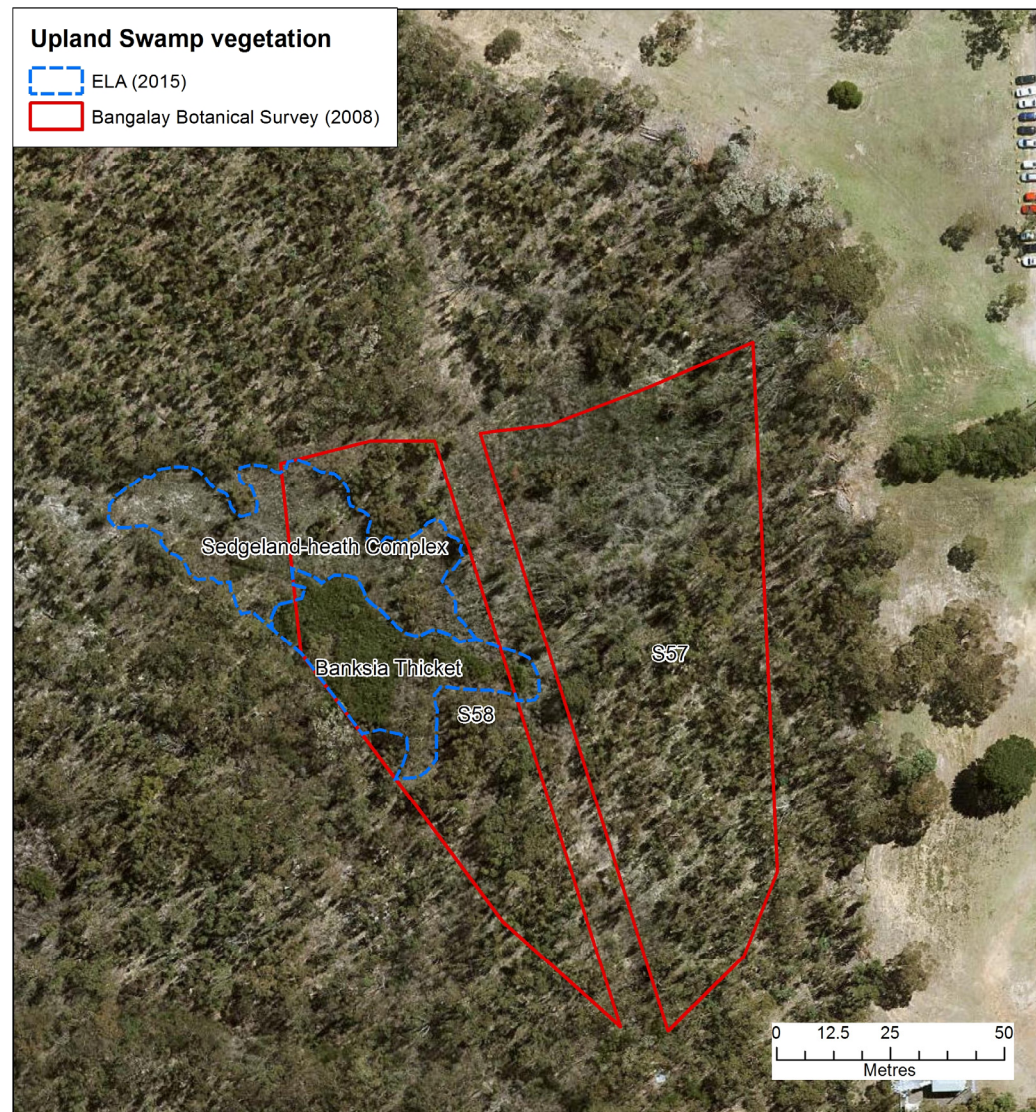 Upland Swamp vegetation
ELA (2015)
Bangalay Botanical Survey (2008)
Sedgeland-heath Complex
S57
Banksia Thicket
S58
0 12.5 25 50
Metres